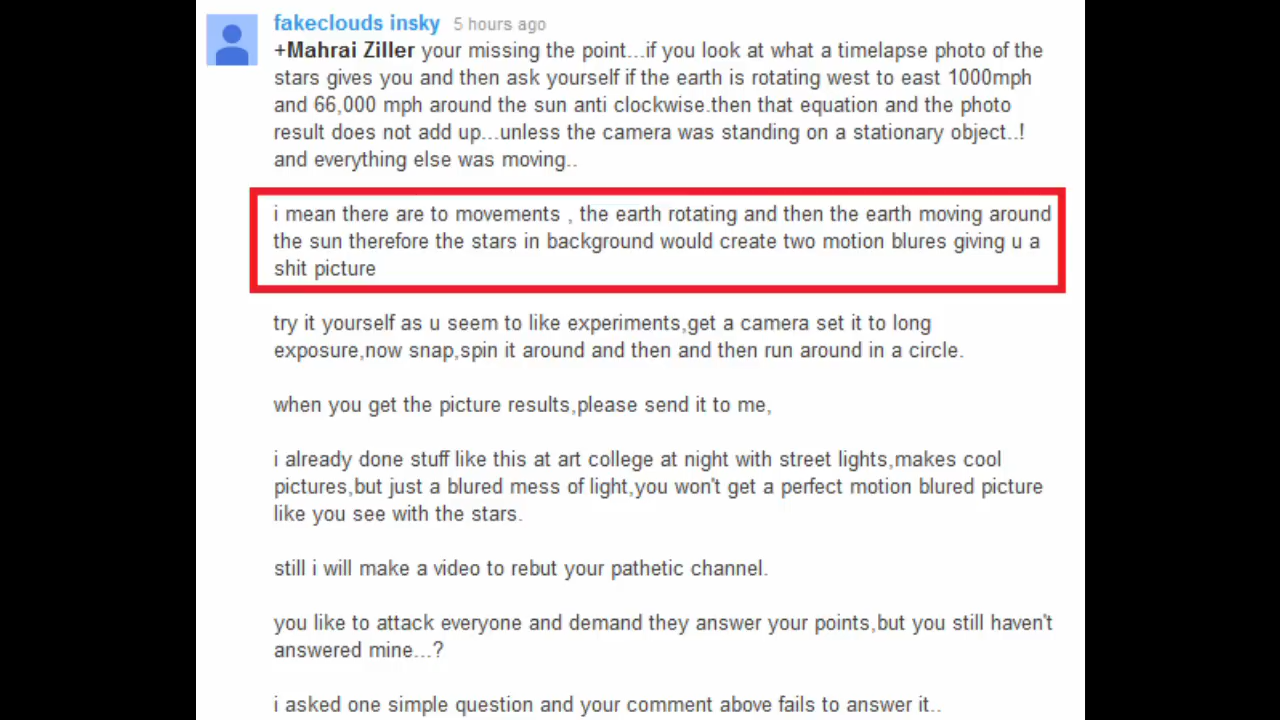 fakeclouds insky 5 hours ago
+Mahrai Ziller your missing the point...if you look at what a timelapse photo of the
stars gives you and then ask yourself if the earth is rotating west to east 1000mph
and 66,000 mph around the sun anti clockwise.then that equation and the photo
result does not add up...unless the camera was standing on a stationary object..!
and everything else was moving..
i mean there are to movements , the earth rotating and then the earth moving around
the sun therefore the stars in background would create two motion blures giving u a
shit picture
try it yourself as u seem to like experiments,get a camera set it to long
exposure,now snap,spin it around and then and then run around in a circle.
when you get the picture results,please send it to me,
i already done stuff like this at art college at night with street lights,makes cool
pictures,but just a blured mess of light,you won't get a perfect motion blured picture
like you see with the stars.
still i will make a video to rebut your pathetic channel.
you like to attack everyone and demand they answer your points,but you still haven't
answered mine...?
i asked one simple question and your comment above fails to answer it..